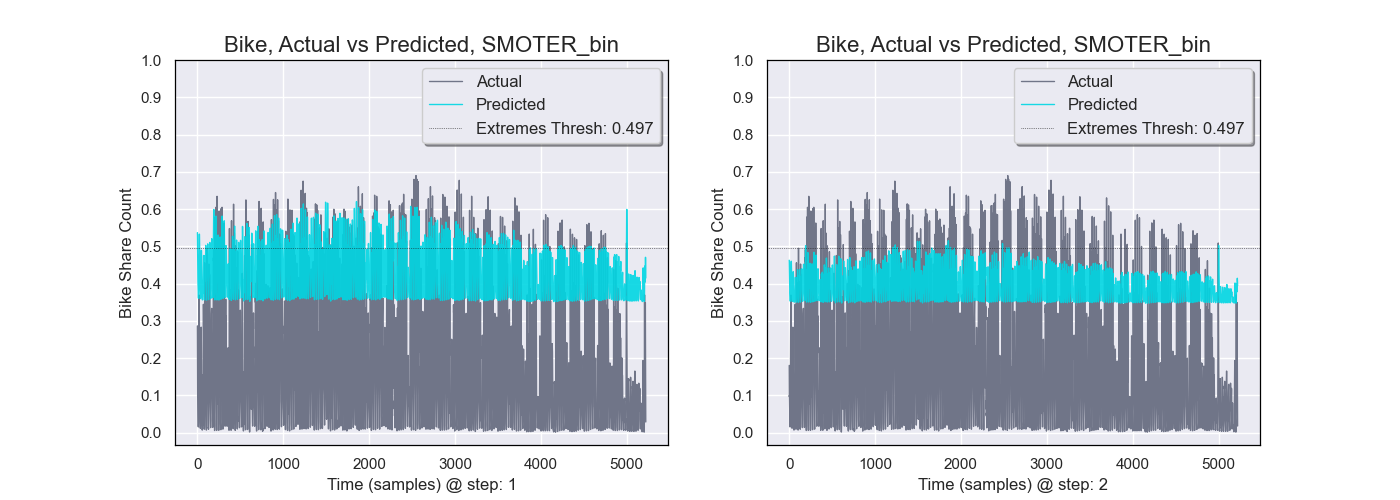 Bike, Actual vs Predicted, SMOTER_bin
Actual
Predicted
Extremes Thresh: 0.497
1.0
0.9
0.8
0.7
0.6
0.5
0.4
0.3
0.2
0.1
0.0
Bike Share Count
0 1000 2000 3000 4000 5000
Time (samples) @ step: 1
Bike, Actual vs Predicted, SMOTER_bin
Actual
Predicted
Extremes Thresh: 0.497
1.0
0.9
0.8
0.7
0.6
0.5
0.4
0.3
0.2
0.1
0.0
Bike Share Count
0 1000 2000 3000 4000 5000
Time (samples) @ step: 2